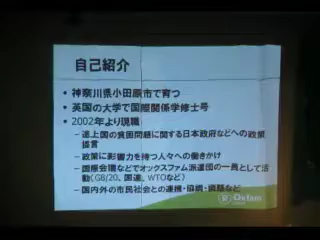 自己紹介
• 神奈川県小田原市で育つ
• 英国の大学で国際関係学修士号
• 2002年より現職
– 途上国の貧困問題に関する日本政府などへの政策
提言
– 政策に影響力を持つ人々への働きかけ
– 国際会議などでオックスファム派遣団の一員として活
動(G8/20、国連、WTOなど)
– 国内外の市民社会との連携・協議・調整など
Oxfam